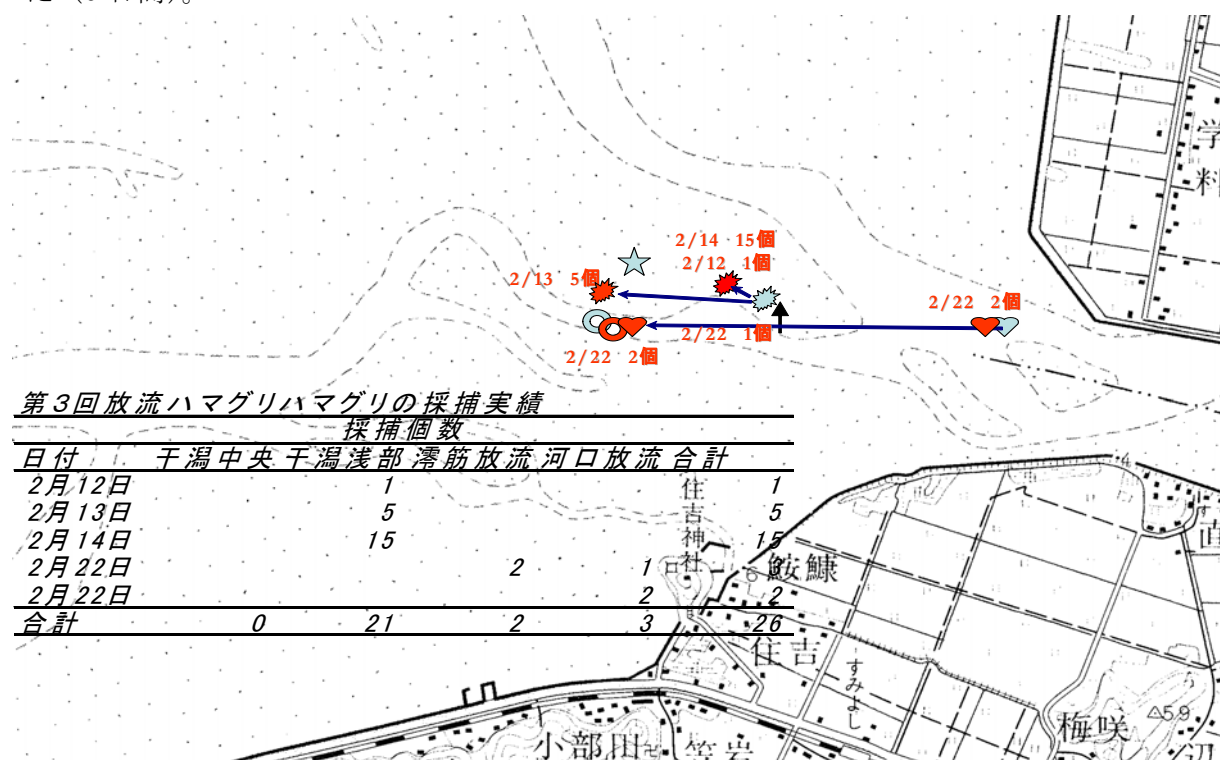 2/14 15個
2/12 1個
2/13 5個
2/22 2個
2/22 1個
2/22 2個
第3回放流ハマグリハマグリの採捕実績
採捕個数
日付 干潟中央 干潟浅部 澪筋放流 河口放流 合計
2月12日 1 1
2月13日 5 5
2月14日 15 15
2月22日 2 1 3
2月22日 2 2
合計 0 21 2 3 26
学
料
住吉神社
鮟鱇
住吉
すみよし
梅咲
△59
小部田
笠岩
直